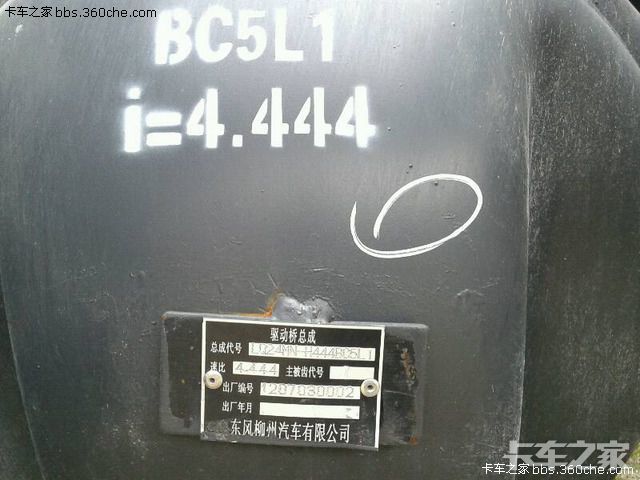 卡车之家 bbs.360che.com
BC5L1
i=4.444
驱动桥总成
总成代号 LQ24MN-H444BC5L1
速比 4.444 主被齿代号
出厂编号 1207030002
出厂年月
东风柳州汽车有限公司
卡车之家
卡车之家 bbs.360che.com